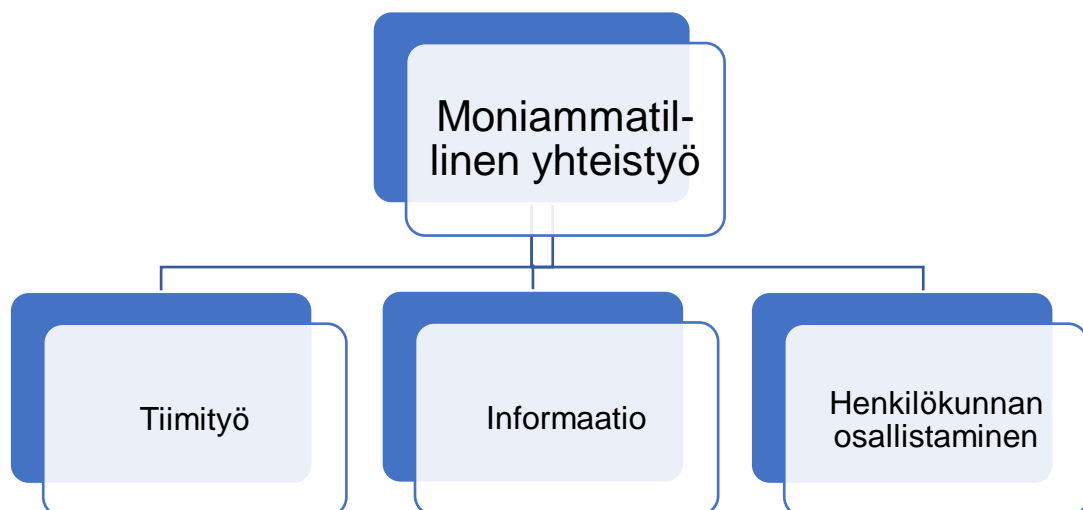 Moniammatil-
linen yhteistyö
Tiimityö
Informaatio
Henkilökunnan
osallistaminen